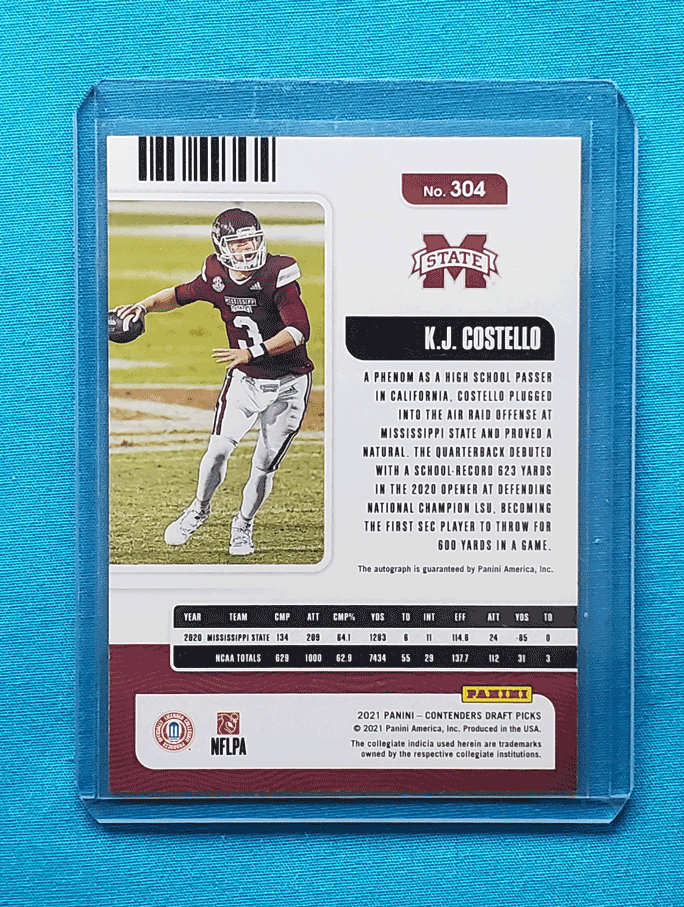 No. 304
STATE
MISSISSIPPI
STATE
3
K.J. COSTELLO
A PHENOM AS A HIGH SCHOOL PASSER
IN CALIFORNIA, COSTELLO PLUGGED
INTO THE AIR RAID OFFENSE AT
MISSISSIPPI STATE AND PROVED A
NATURAL. THE QUARTERBACK DEBUTED
WITH A SCHOOL-RECORD 623 YARDS
IN THE 2020 OPENER AT DEFENDING
NATIONAL CHAMPION LSU, BECOMING
THE FIRST SEC PLAYER TO THROW FOR
600 YARDS IN A GAME.
The autograph is guaranteed by Panini America, Inc.
YEAR TEAM CMP ATT CMP% YDS TD INT EFF ATT YDS TD
2020 MISSISSIPPI STATE 134 209 64.1 1283 6 11 114.6 24 -65 0
NCAA TOTALS 629 1000 62.9 7434 55 29 137.7 112 31 3
PANINI
2021 PANINI – CONTENDERS DRAFT PICKS
© 2021 Panini America, Inc. Produced in the USA.
The collegiate indicia used herein are trademarks
owned by the respective collegiate institutions.
NFLPA